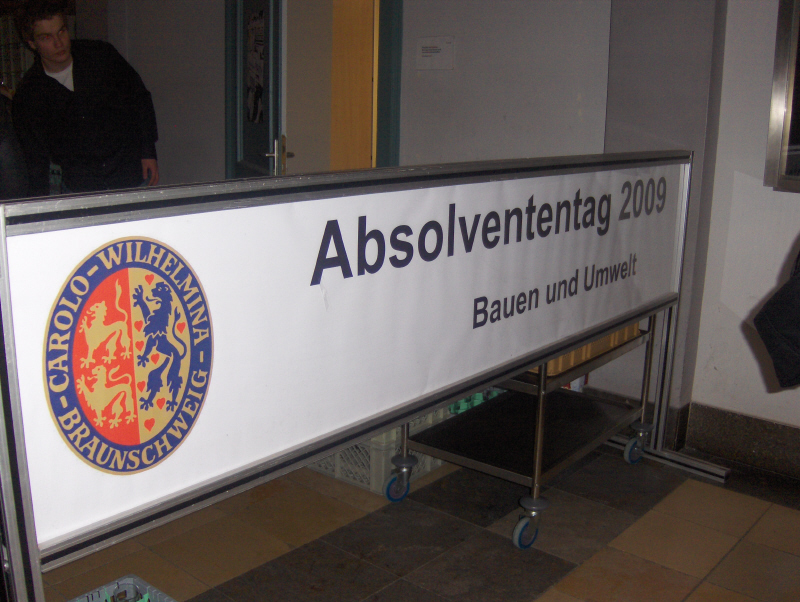 Absolvententag 2009
Bauen und Umwelt
CAROLO-WILHELMINA
-BRAUNSCHWEIG-